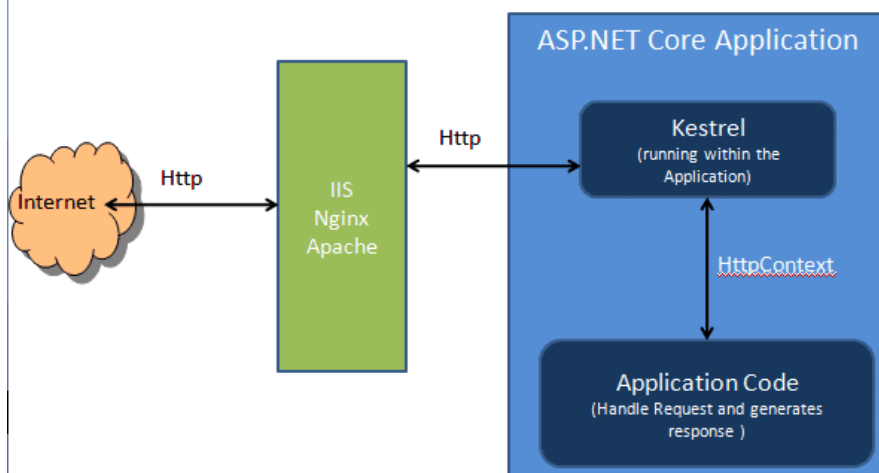 ASP.NET Core Application
Kestrel
(running within the
Application)
Http
Http
Internet
IIS
Nginx
Apache
HttpContext
Application Code
(Handle Request and generates
response )